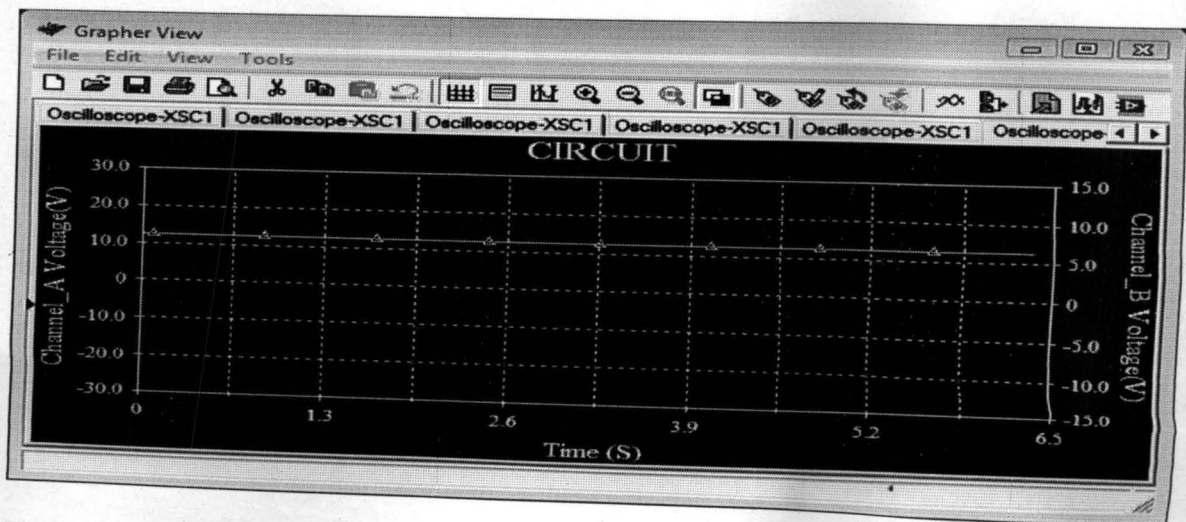 Grapher View
File Edit View Tools
Oscilloscope-XSC1 Oscilloscope-XSC1 Oscilloscope-XSC1 Oscilloscope-XSC1 Oscilloscope-XSC1 Oscilloscope-
CIRCUIT
Channel_A Voltage(V)
30.0
20.0
10.0
0
-10.0
-20.0
-30.0
15.0
10.0
5.0
0
-5.0
-10.0
-15.0
Channel_B Voltage(V)
0 1.3 2.6 3.9 5.2 6.5
Time (S)